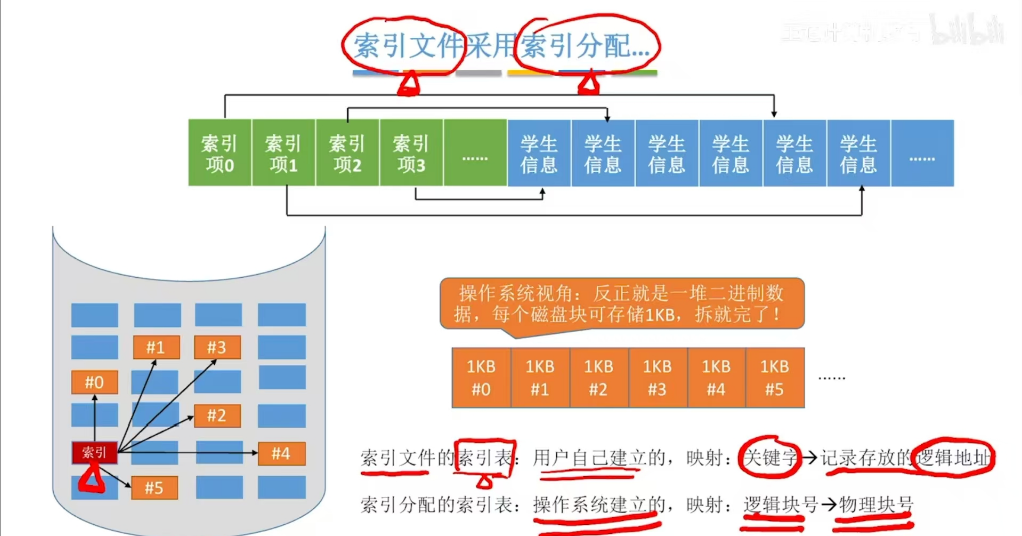 bilibili
索引文件采用索引分配...
索引项0 索引项1 索引项2 索引项3 …… 学生信息 学生信息 学生信息 学生信息 学生信息 学生信息 ……
操作系统视角：反正就是一堆二进制数
据，每个磁盘块可存储1KB，拆就完了！
1KB #0 1KB #1 1KB #2 1KB #3 1KB #4 1KB #5 ……
#1 #3
#0
#2
索引 #4
#5
索引文件的索引表：用户自己建立的，映射：关键字→记录存放的逻辑地址
索引分配的索引表：操作系统建立的，映射：逻辑块号→物理块号